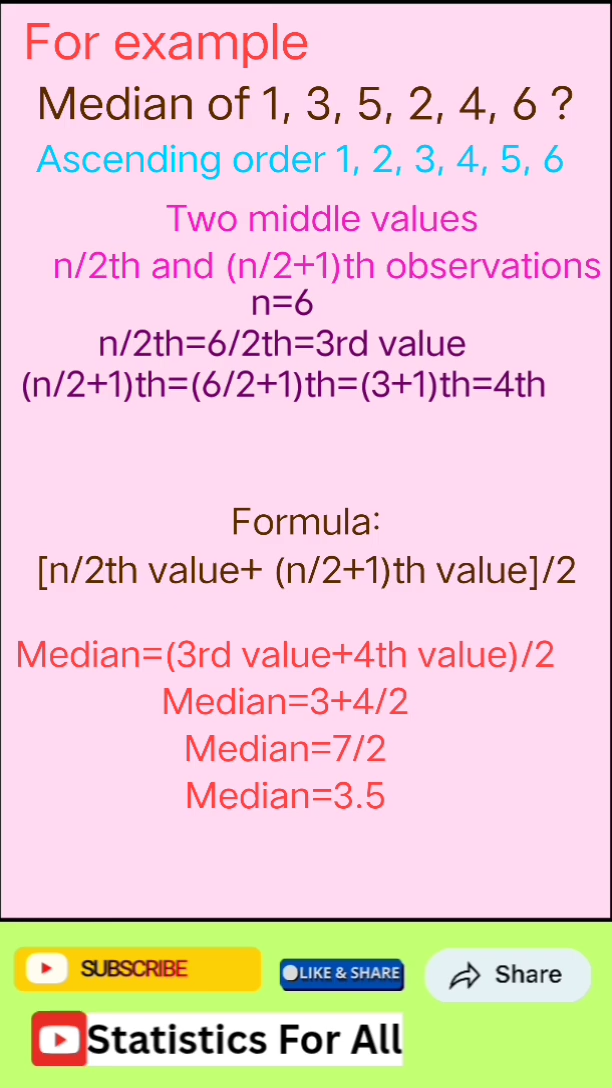 For example
Median of 1, 3, 5, 2, 4, 6 ?
Ascending order 1, 2, 3, 4, 5, 6
Two middle values
n/2th and (n/2+1)th observations
n=6
n/2th=6/2th=3rd value
(n/2+1)th=(6/2+1)th=(3+1)th=4th
Formula:
[n/2th value+ (n/2+1)th value]/2
Median=(3rd value+4th value)/2
Median=3+4/2
Median=7/2
Median=3.5
SUBSCRIBE
LIKE & SHARE
Share
Statistics For All